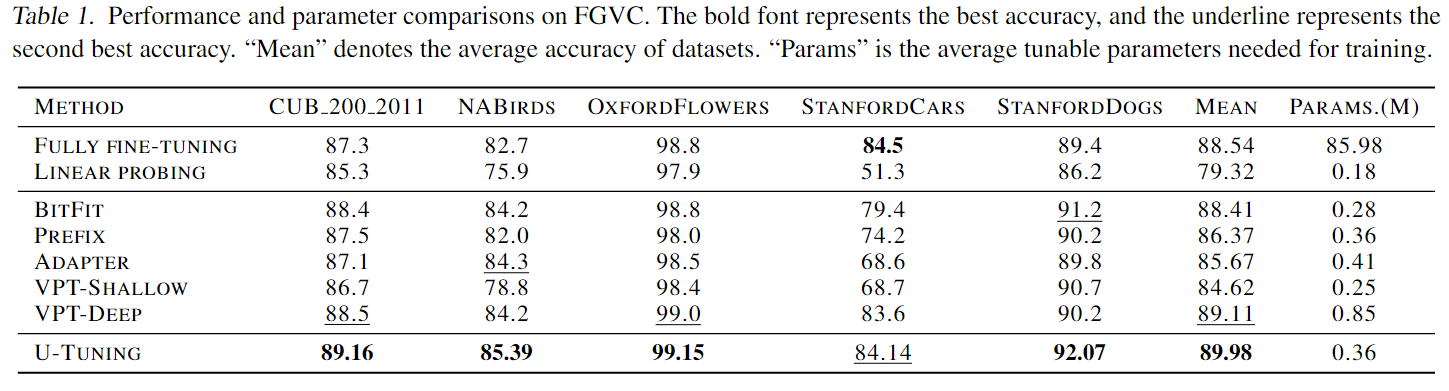 Table 1. Performance and parameter comparisons on FGVC. The bold font represents the best accuracy, and the underline represents the
second best accuracy. “Mean” denotes the average accuracy of datasets. “Params” is the average tunable parameters needed for training.
METHOD CUB_200_2011 NABIRDS OXFORDFLOWERS STANFORDCARS STANFORDDOGS MEAN PARAMS.(M)
FULLY FINE-TUNING 87.3 82.7 98.8 84.5 89.4 88.54 85.98
LINEAR PROBING 85.3 75.9 97.9 51.3 86.2 79.32 0.18
BITFIT 88.4 84.2 98.8 79.4 91.2 88.41 0.28
PREFIX 87.5 82.0 98.0 74.2 90.2 86.37 0.36
ADAPTER 87.1 84.3 98.5 68.6 89.8 85.67 0.41
VPT-SHALLOW 86.7 78.8 98.4 68.7 90.7 84.62 0.25
VPT-DEEP 88.5 84.2 99.0 83.6 90.2 89.11 0.85
U-TUNING 89.16 85.39 99.15 84.14 92.07 89.98 0.36